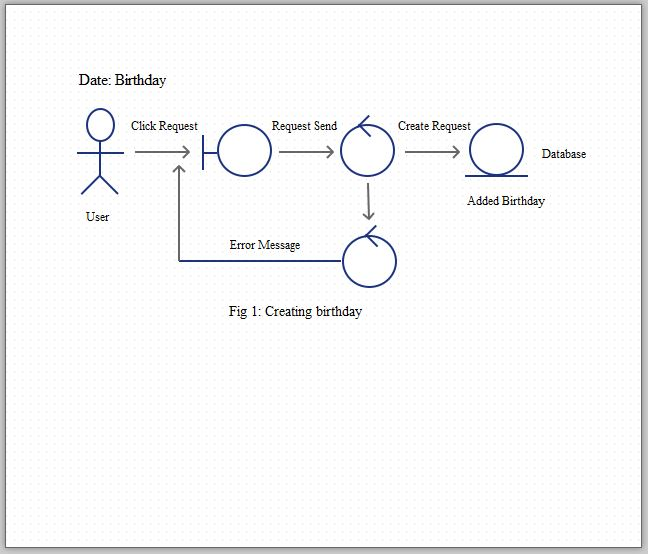 Date: Birthday
Click Request
Request Send
Create Request
Database
Added Birthday
User
Error Message
Fig 1: Creating birthday